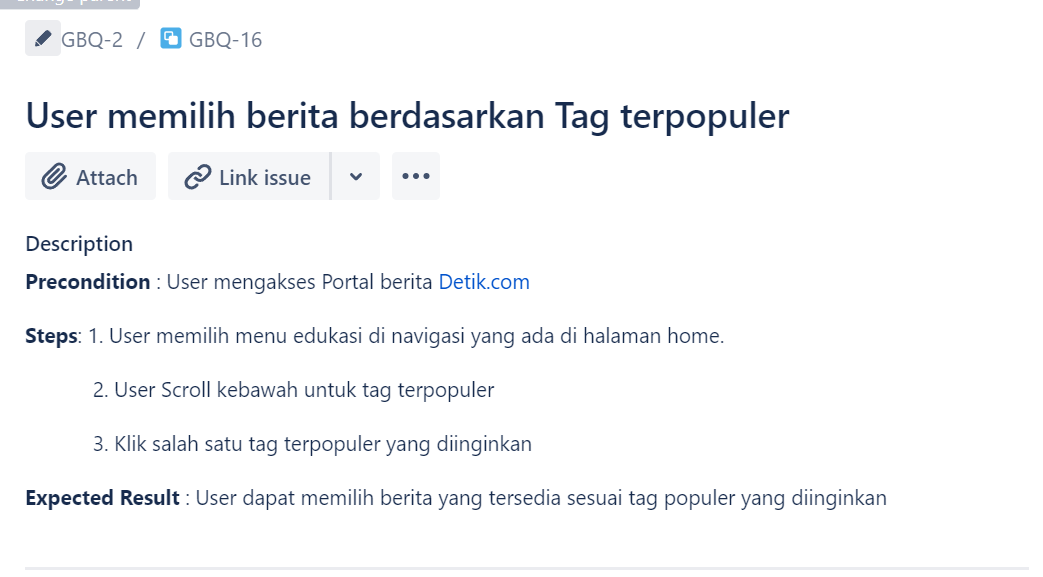 GBQ-2 / GBQ-16
User memilih berita berdasarkan Tag terpopuler
Attach Link issue
Description
Precondition : User mengakses Portal berita Detik.com
Steps: 1. User memilih menu edukasi di navigasi yang ada di halaman home.
2. User Scroll kebawah untuk tag terpopuler
3. Klik salah satu tag terpopuler yang diinginkan
Expected Result : User dapat memilih berita yang tersedia sesuai tag populer yang diinginkan